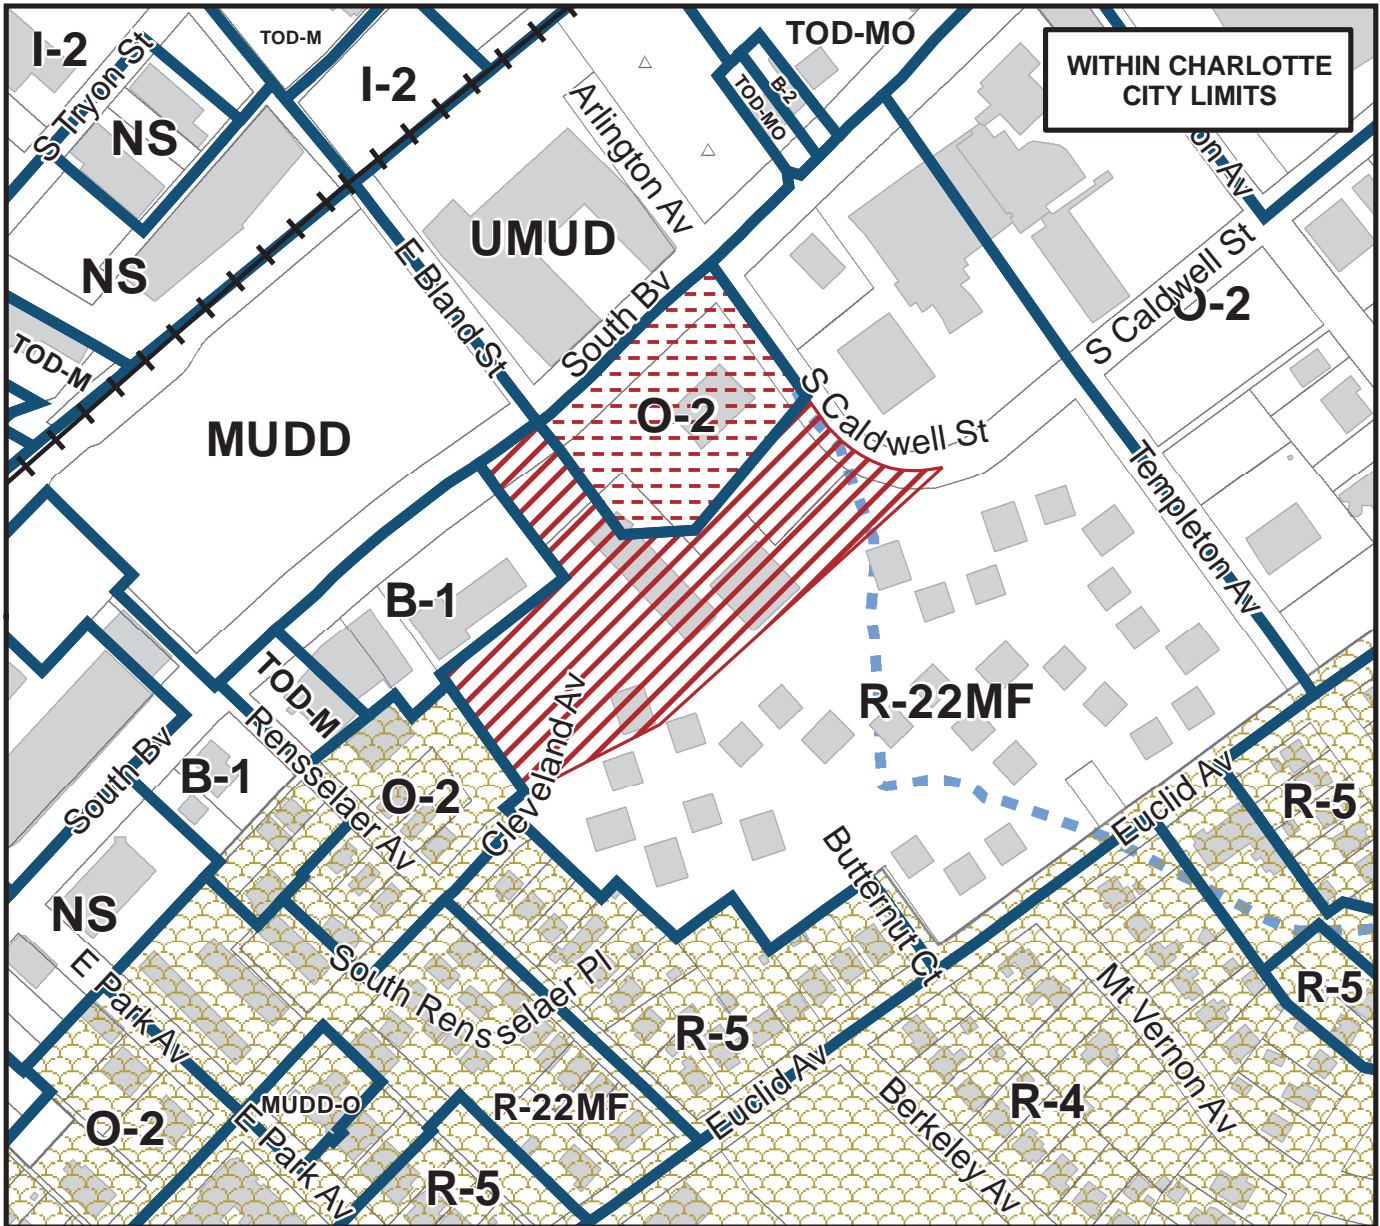 I-2
S Tryon St
TOD-M
I-2
TOD-MO
WITHIN CHARLOTTE
CITY LIMITS
NS
B-2
TOD-MO
Arlington Av
on Av
UMUD
NS
E Bland St
South Bv
S Caldwell St
O-2
TOD-M
MUDD
O-2
S Caldwell St
Templeton Av
B-1
TOD-M
Rensselaer Av
Cleveland Av
R-22MF
South Bv
B-1
O-2
Euclid Av
R-5
Butternut Ct
NS
E Park Av
South Rensselaer Pl
R-5
Mt Vernon Av
R-5
Euclid Av
MUDD-O
R-22MF
Berkeley Av
R-4
O-2
E Park Av
R-5